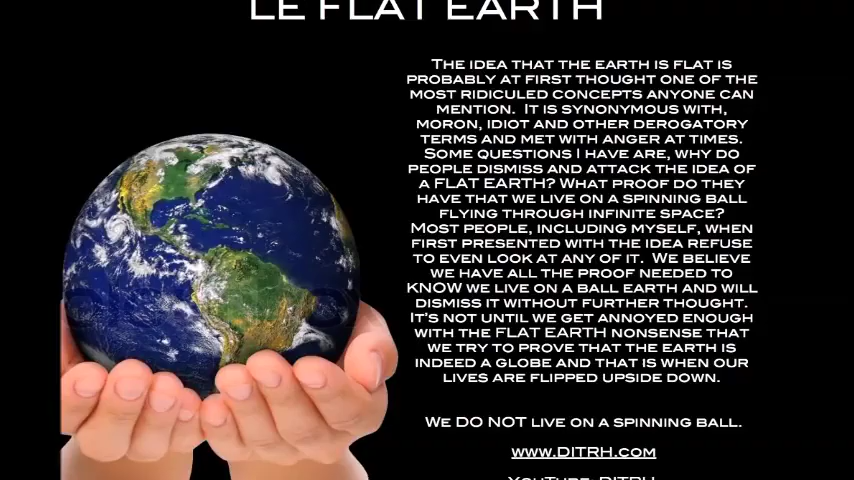 LE FLAT EARTH
THE IDEA THAT THE EARTH IS FLAT IS
PROBABLY AT FIRST THOUGHT ONE OF THE
MOST RIDICULED CONCEPTS ANYONE CAN
MENTION. IT IS SYNONYMOUS WITH,
MORON, IDIOT AND OTHER DEROGATORY
TERMS AND MET WITH ANGER AT TIMES.
SOME QUESTIONS I HAVE ARE, WHY DO
PEOPLE DISMISS AND ATTACK THE IDEA OF
A FLAT EARTH? WHAT PROOF DO THEY
HAVE THAT WE LIVE ON A SPINNING BALL
FLYING THROUGH INFINITE SPACE?
MOST PEOPLE, INCLUDING MYSELF, WHEN
FIRST PRESENTED WITH THE IDEA REFUSE
TO EVEN LOOK AT ANY OF IT. WE BELIEVE
WE HAVE ALL THE PROOF NEEDED TO
KNOW WE LIVE ON A BALL EARTH AND WILL
DISMISS IT WITHOUT FURTHER THOUGHT.
IT'S NOT UNTIL WE GET ANNOYED ENOUGH
WITH THE FLAT EARTH NONSENSE THAT
WE TRY TO PROVE THAT THE EARTH IS
INDEED A GLOBE AND THAT IS WHEN OUR
LIVES ARE FLIPPED UPSIDE DOWN.
WE DO NOT LIVE ON A SPINNING BALL.
WWW.DITRH.COM
YOUTUBE: DITRH